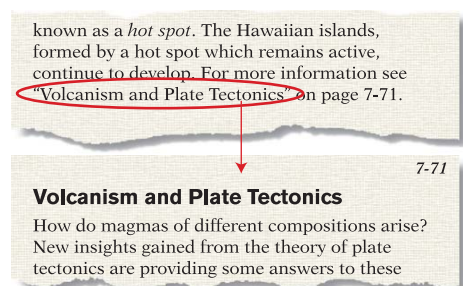 known as a hot spot. The Hawaiian islands,
formed by a hot spot which remains active,
continue to develop. For more information see
“Volcanism and Plate Tectonics” on page 7-71.
7-71
Volcanism and Plate Tectonics
How do magmas of different compositions arise?
New insights gained from the theory of plate
tectonics are providing some answers to these